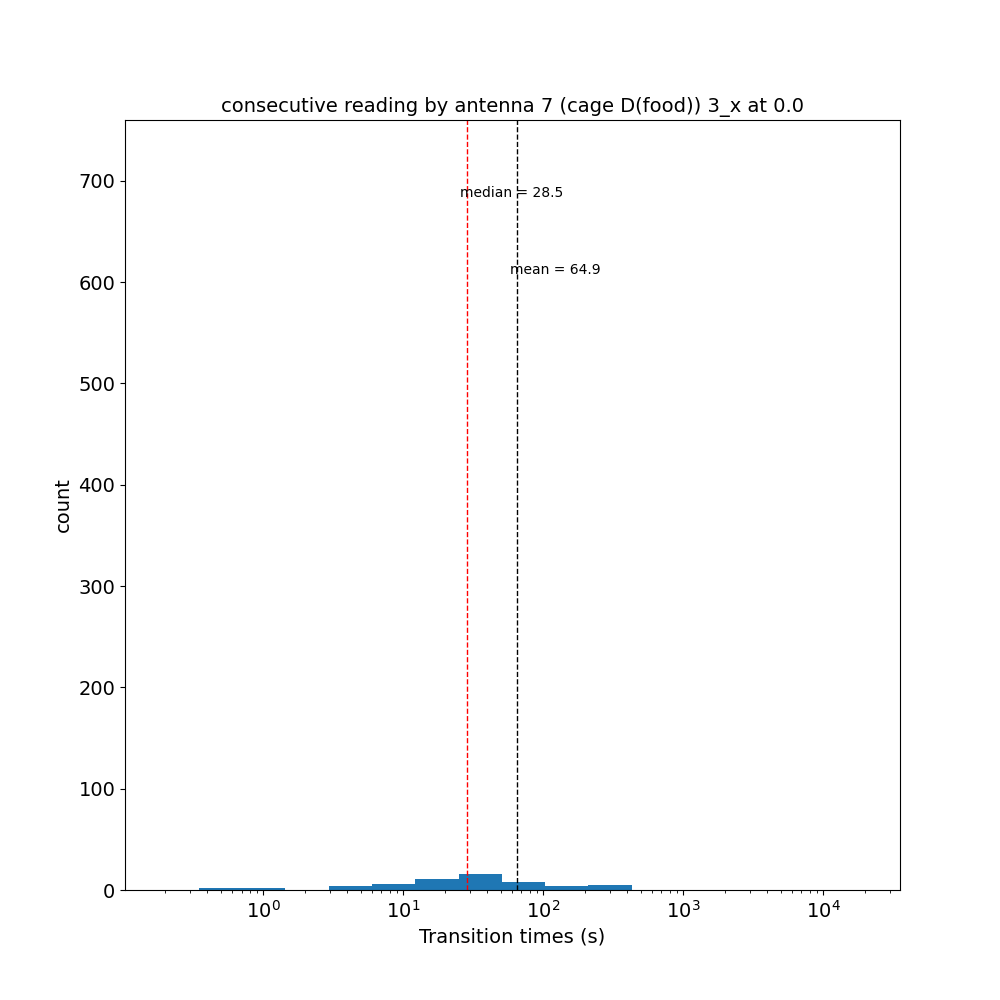 consecutive reading by antenna 7 (cage D(food)) 3_x at 0.0
median = 28.5
mean = 64.9
count
700
600
500
400
300
200
100
0
10^0 10^1 10^2 10^3 10^4
Transition times (s)